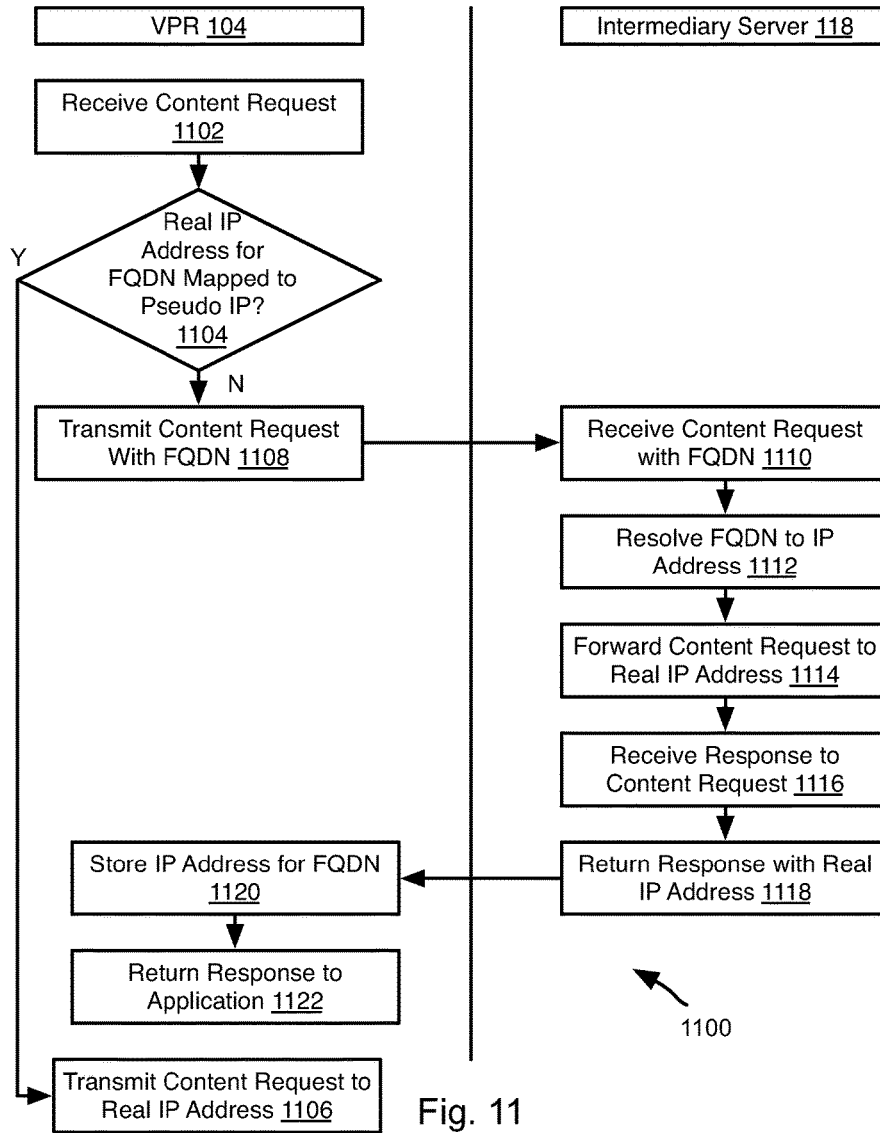 VPR 104
Intermediary Server 118
Receive Content Request
1102
Real IP
Address for
FQDN Mapped to
Pseudo IP?
1104
Y
N
Transmit Content Request
With FQDN 1108
Receive Content Request
with FQDN 1110
Resolve FQDN to IP
Address 1112
Forward Content Request to
Real IP Address 1114
Receive Response to
Content Request 1116
Return Response with Real
IP Address 1118
Store IP Address for FQDN
1120
Return Response to
Application 1122
1100
Transmit Content Request to
Real IP Address 1106
Fig. 11